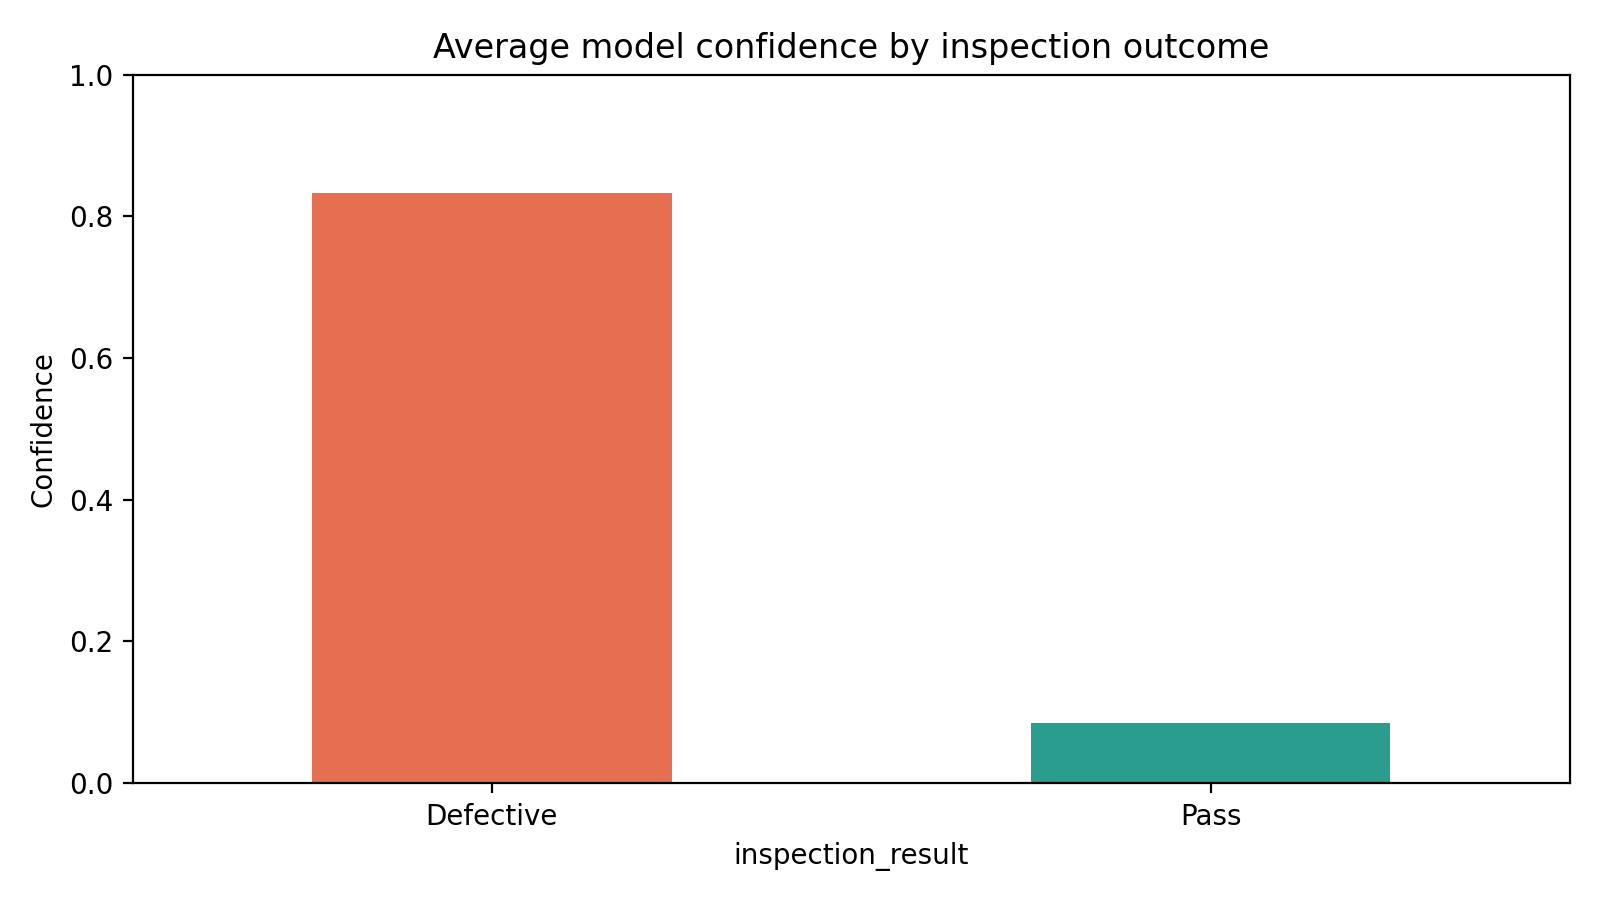 Average model confidence by inspection outcome
1.0
0.8
0.6
0.4
0.2
0.0
Confidence
Defective
Pass
inspection_result